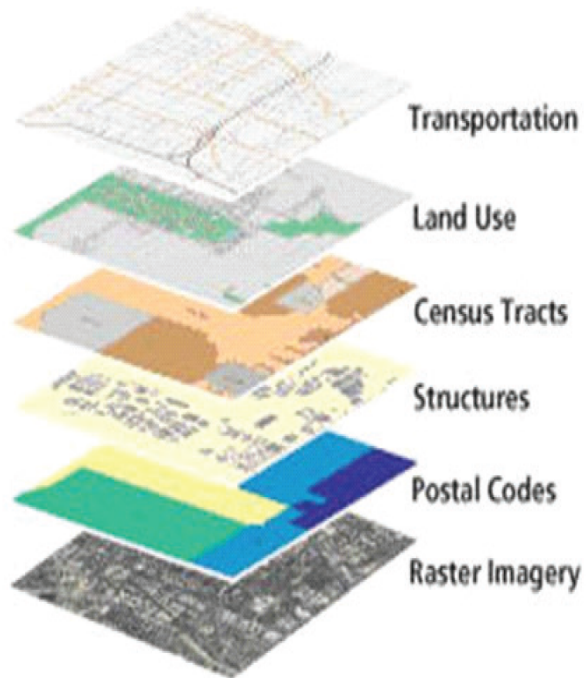 Transportation
Land Use
Census Tracts
Structures
Postal Codes
Raster Imagery